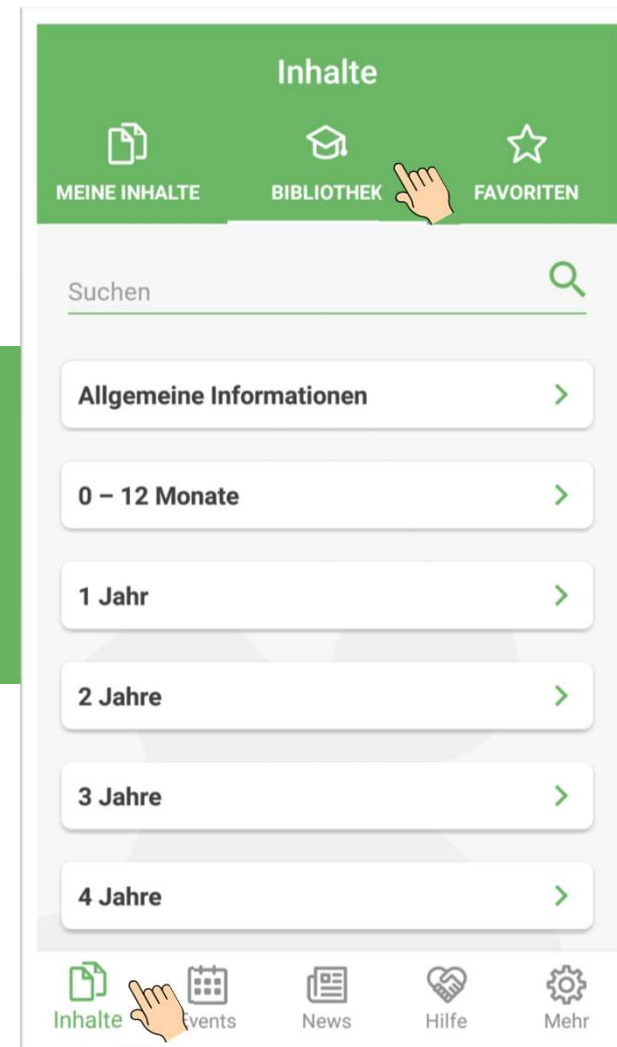 Inhalte
MEINE INHALTE BIBLIOTHEK FAVORITEN
Suchen
Allgemeine Informationen
0 – 12 Monate
1 Jahr
2 Jahre
3 Jahre
4 Jahre
Inhalte Events News Hilfe Mehr